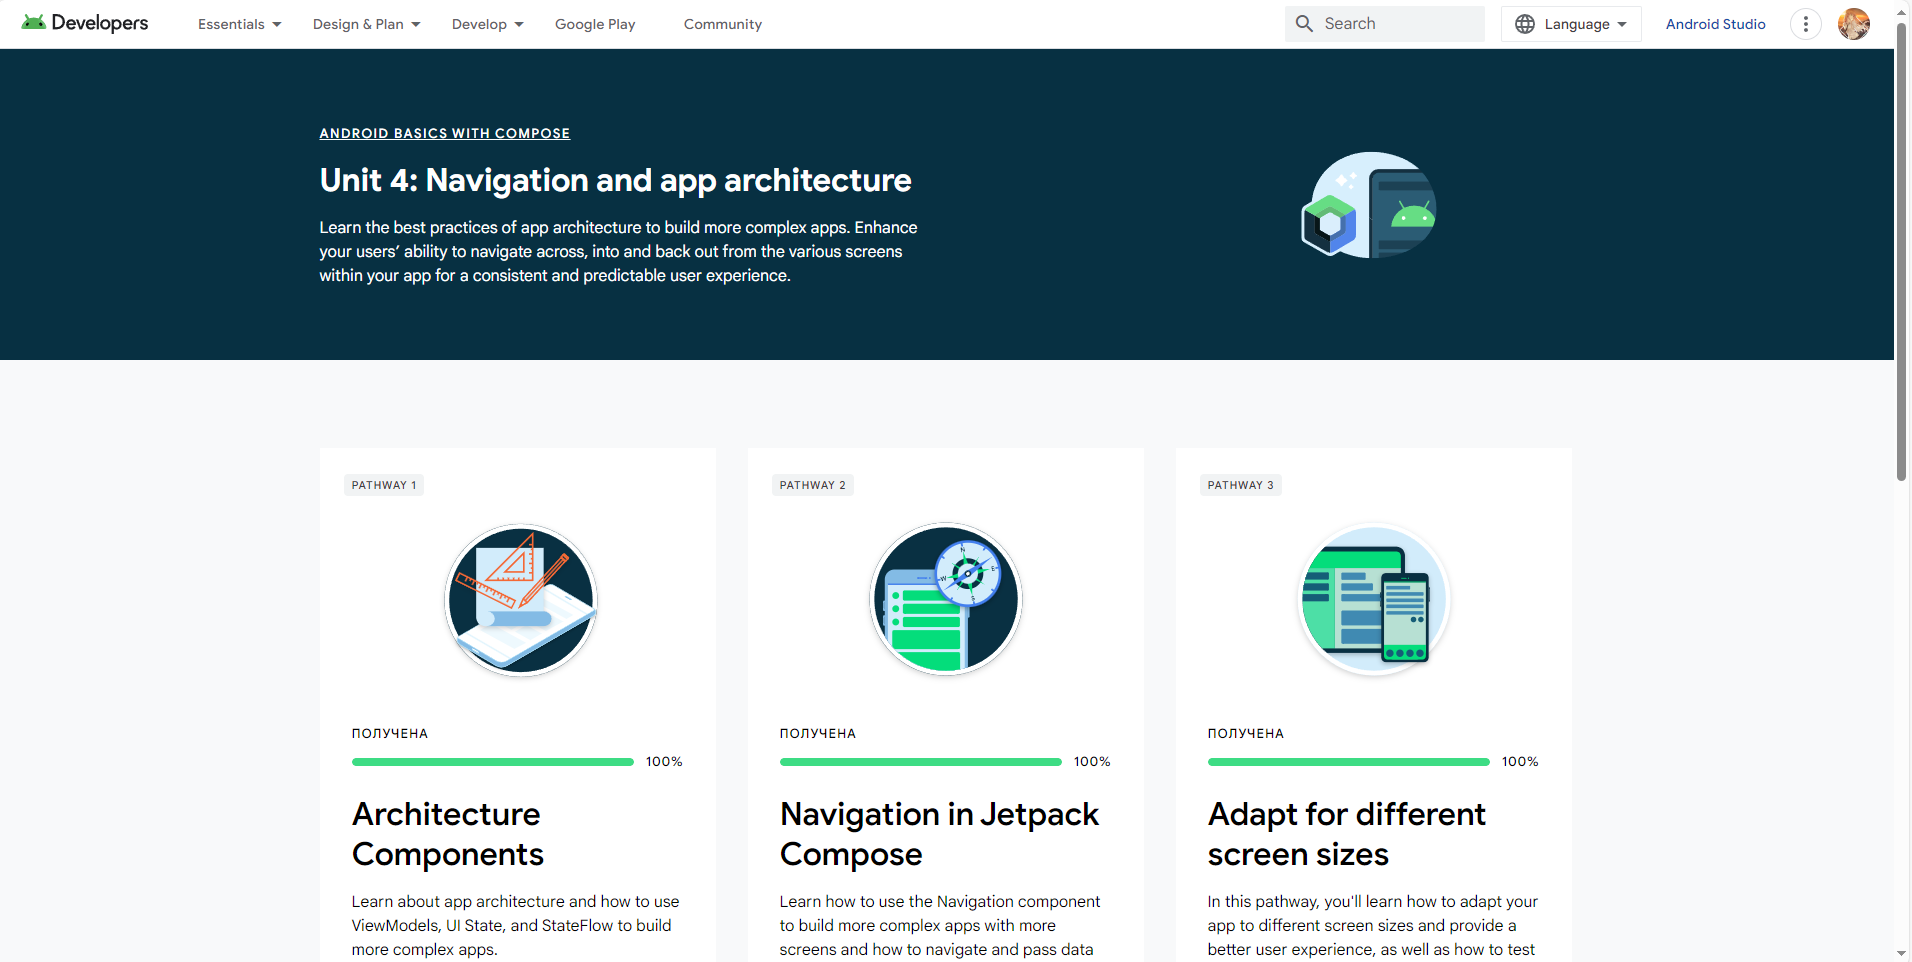 Developers
Essentials
Design & Plan
Develop
Google Play
Community
Search
Language
Android Studio
ANDROID BASICS WITH COMPOSE
Unit 4: Navigation and app architecture
Learn the best practices of app architecture to build more complex apps. Enhance
your users’ ability to navigate across, into and back out from the various screens
within your app for a consistent and predictable user experience.
PATHWAY 1
ПОЛУЧЕНА
100%
Architecture
Components
Learn about app architecture and how to use
ViewModels, UI State, and StateFlow to build
more complex apps.
PATHWAY 2
N
E
S
W
ПОЛУЧЕНА
100%
Navigation in Jetpack
Compose
Learn how to use the Navigation component
to build more complex apps with more
screens and how to navigate and pass data
PATHWAY 3
ПОЛУЧЕНА
100%
Adapt for different
screen sizes
In this pathway, you'll learn how to adapt your
app to different screen sizes and provide a
better user experience, as well as how to test